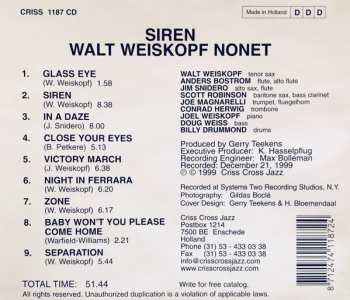 CRISS 1187 CD
Made in Holland D D D
SIREN
WALT WEISKOPF NONET
1. GLASS EYE
(W. Weiskopf) 1.58
2. SIREN
(W. Weiskopf) 8.38
3. IN A DAZE
(J. Snidero) 8.00
4. CLOSE YOUR EYES
(B. Petkere) 5.13
5. VICTORY MARCH
(J. Weiskopf) 6.38
6. NIGHT IN FERRARA
(W. Weiskopf) 6.20
7. ZONE
(W. Weiskopf) 6.17
8. BABY WON'T YOU PLEASE
COME HOME
(Warfield-Williams) 2.21
9. SEPARATION
(W. Weiskopf) 5.44
WALT WEISKOPF tenor sax
ANDERS BOSTROM flute, alto flute
JIM SNIDERO alto sax, flute
SCOTT ROBINSON baritone sax, bass clarinet
JOE MAGNARELLI trumpet, fluegelhorn
CONRAD HERWIG trombone
JOEL WEISKOPF piano
DOUG WEISS bass
BILLY DRUMMOND drums
Produced by Gerry Teekens
Executive Producer: K. Hasselpflug
Recording Engineer: Max Bolleman
Recorded: December 21, 1999
Ⓟ © 1999 Criss Cross Jazz
Recorded at Systems Two Recording Studios, N.Y.
Photography: Gildas Boclé
Cover Design: Gerry Teekens & H. Bloemendaal
Criss Cross Jazz
Postbox 1214
7500 BE Enschede
Holland
Phone (31) 53 - 433 03 38
Fax (31) 53 - 433 03 38
e-mail: info@crisscrossjazz.com
www.crisscrossjazz.com
TOTAL TIME: 51.44
Write for free catalog.
All rights reserved. Unauthorized duplication is a violation of applicable laws.
8 712474 118724